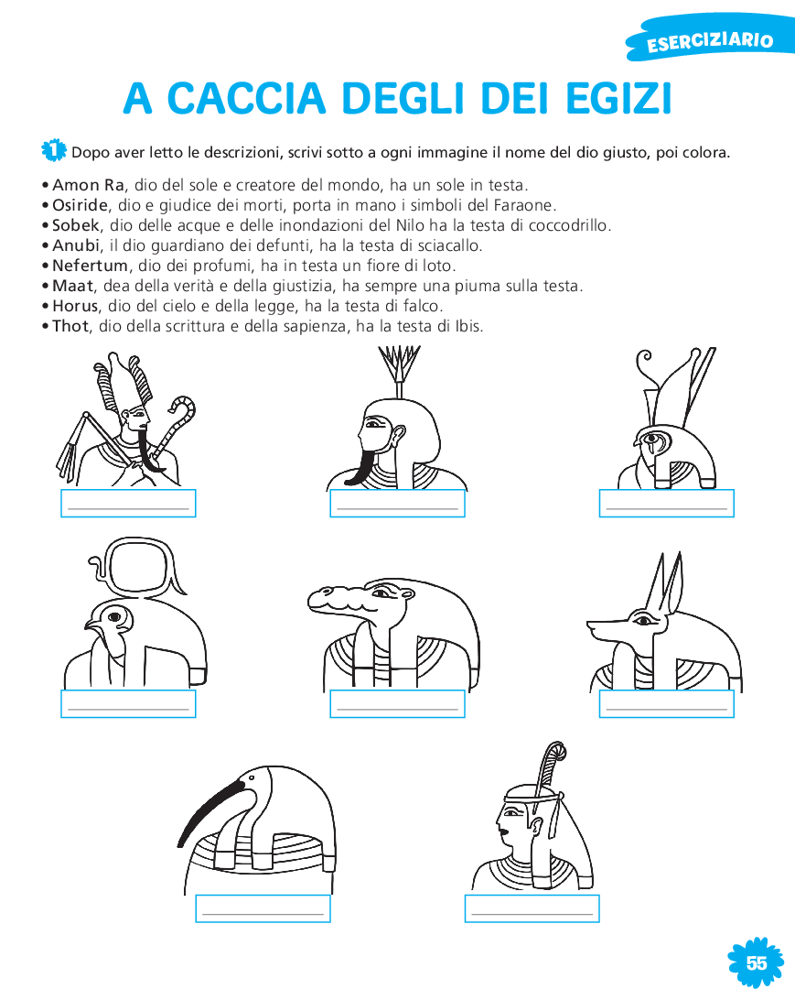 ESERCIZIARIO
A CACCIA DEGLI DEI EGIZI
1 Dopo aver letto le descrizioni, scrivi sotto a ogni immagine il nome del dio giusto, poi colora.
• Amon Ra, dio del sole e creatore del mondo, ha un sole in testa.
• Osiride, dio e giudice dei morti, porta in mano i simboli del Faraone.
• Sobek, dio delle acque e delle inondazioni del Nilo ha la testa di coccodrillo.
• Anubi, il dio guardiano dei defunti, ha la testa di sciacallo.
• Nefertum, dio dei profumi, ha in testa un fiore di loto.
• Maat, dea della verità e della giustizia, ha sempre una piuma sulla testa.
• Horus, dio del cielo e della legge, ha la testa di falco.
• Thot, dio della scrittura e della sapienza, ha la testa di Ibis.
55